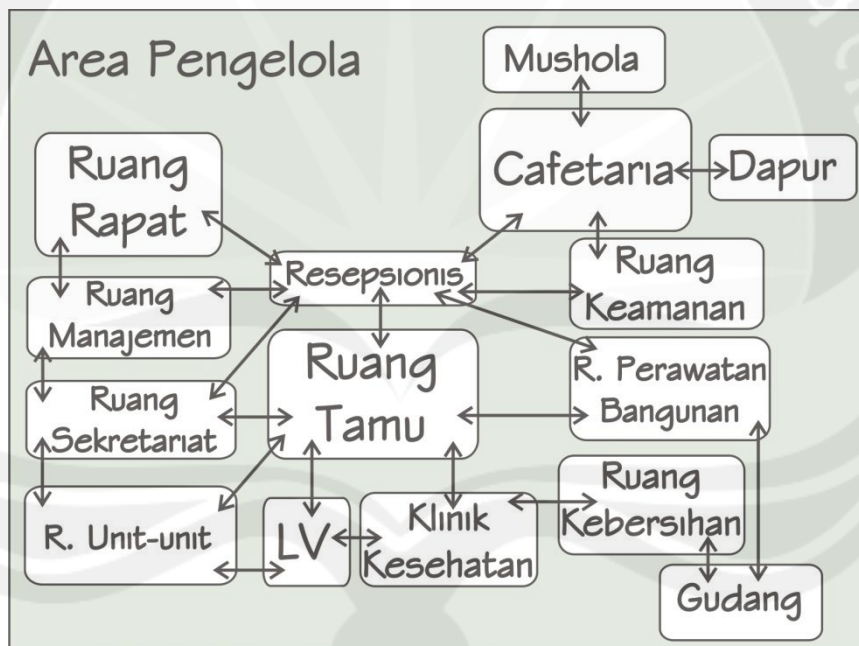 Area Pengelola
Mushola
Ruang
Rapat
Cafetaria
Dapur
Resepsionis
Ruang
Keamanan
Ruang
Manajemen
Ruang
Tamu
R. Perawatan
Bangunan
Ruang
Sekretariat
R. Unit-unit
LV
Klinik
Kesehatan
Ruang
Kebersihan
Gudang